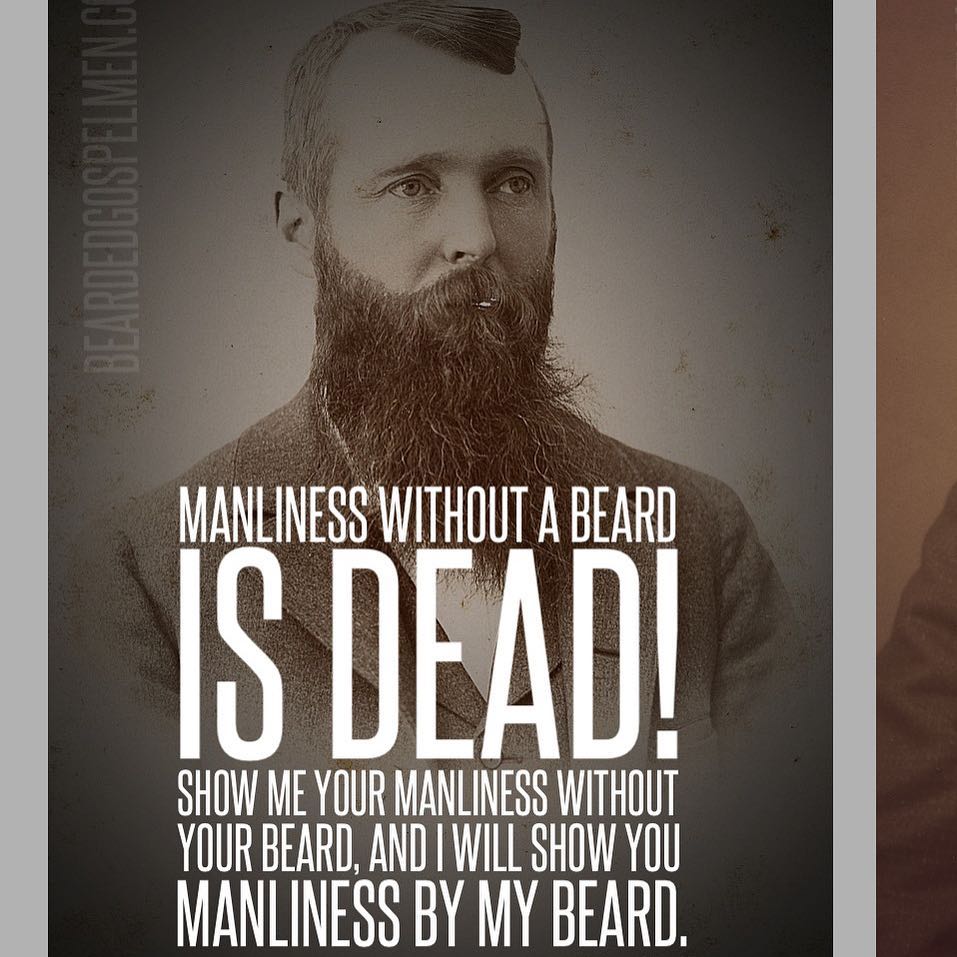 BEARDEDGOSPELMEN.CO
MANLINESS WITHOUT A BEARD
IS DEAD!
SHOW ME YOUR MANLINESS WITHOUT
YOUR BEARD, AND I WILL SHOW YOU
MANLINESS BY MY BEARD.